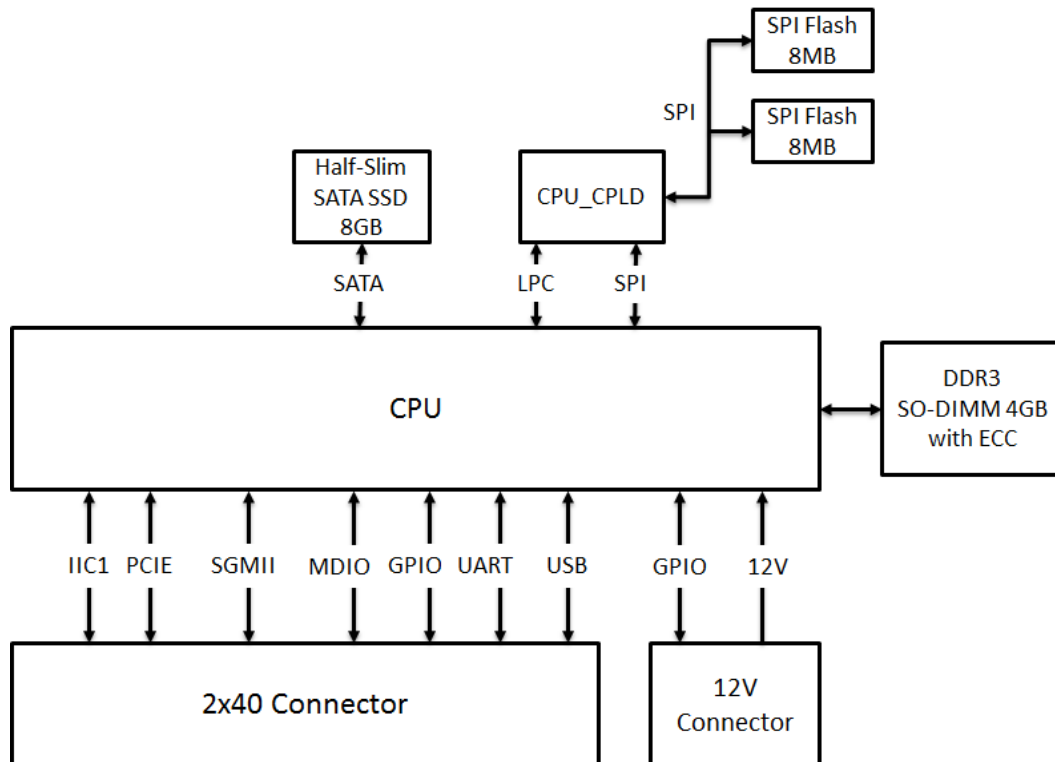 SPI Flash
8MB
SPI
SPI Flash
8MB
Half-Slim
SATA SSD
8GB
CPU_CPLD
SATA
LPC
SPI
CPU
DDR3
SO-DIMM 4GB
with ECC
IIC1
PCIE
SGMII
MDIO
GPIO
UART
USB
GPIO
12V
2x40 Connector
12V
Connector